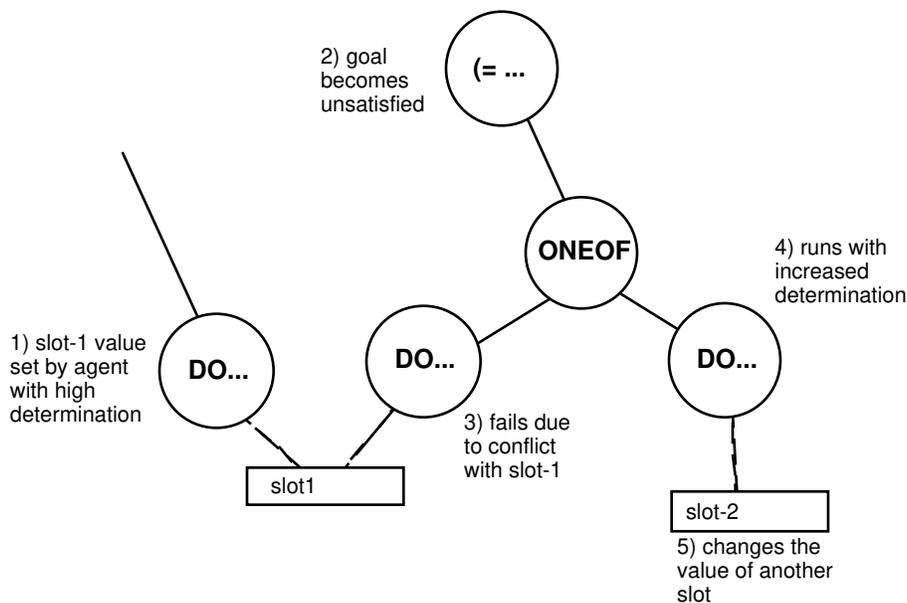 2) goal
becomes
unsatisfied
(= ...
ONEOF
4) runs with
increased
determination
1) slot-1 value
set by agent
with high
determination
DO...
DO...
DO...
3) fails due
to conflict
with slot-1
slot1
slot-2
5) changes the
value of another
slot